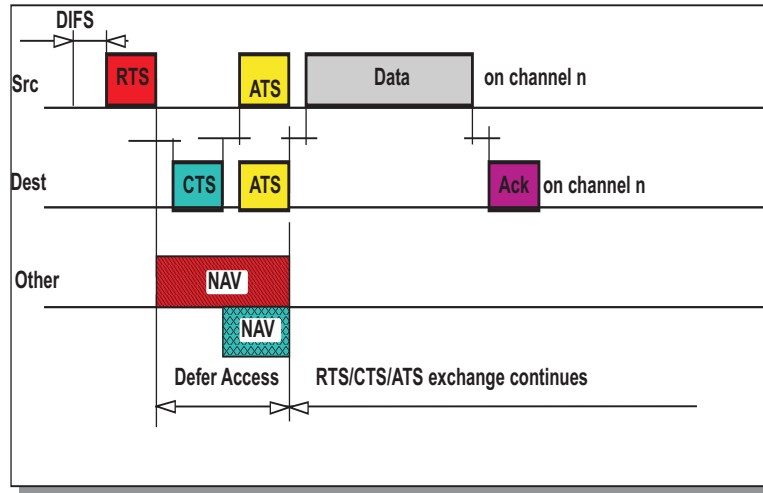 DIFS
Src
RTS
ATS
Data
on channel n
Dest
CTS
ATS
Ack
on channel n
Other
NAV
NAV
Defer Access
RTS/CTS/ATS exchange continues